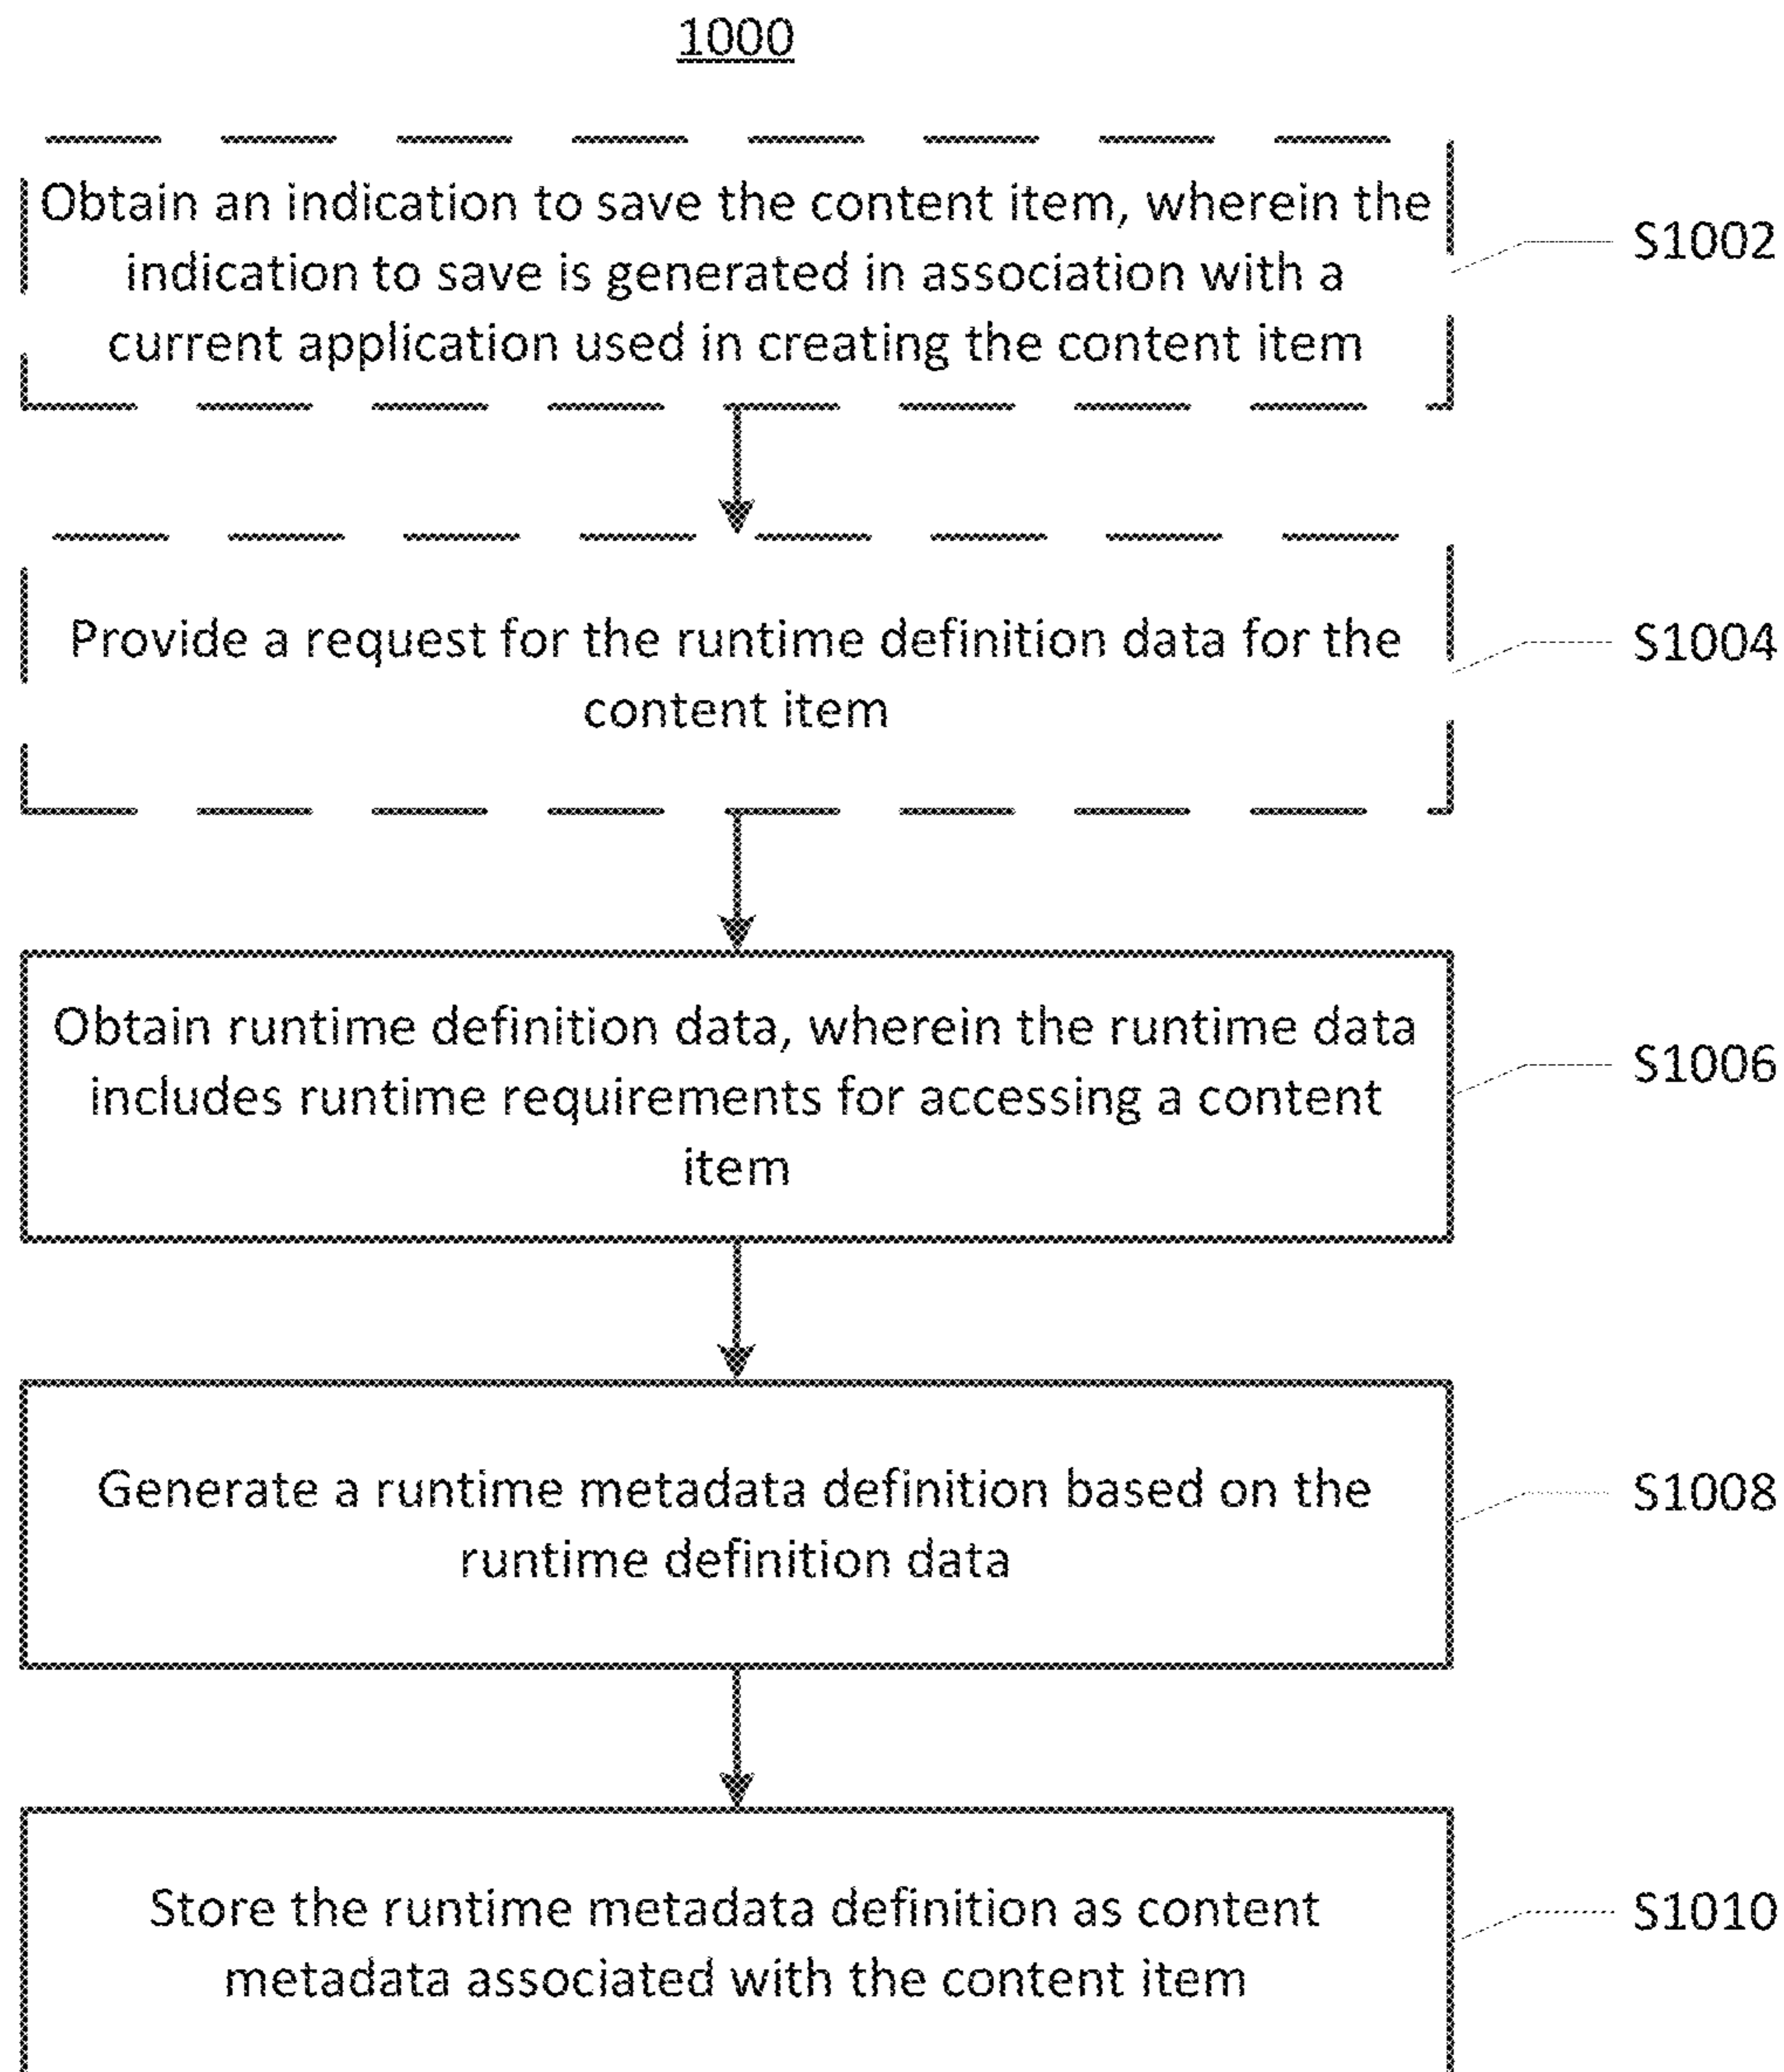 1000
Obtain an indication to save the content item, wherein the
indication to save is generated in association with a
current application used in creating the content item
S1002
Provide a request for the runtime definition data for the
content item
S1004
Obtain runtime definition data, wherein the runtime data
includes runtime requirements for accessing a content
item
S1006
Generate a runtime metadata definition based on the
runtime definition data
S1008
Store the runtime metadata definition as content
metadata associated with the content item
S1010